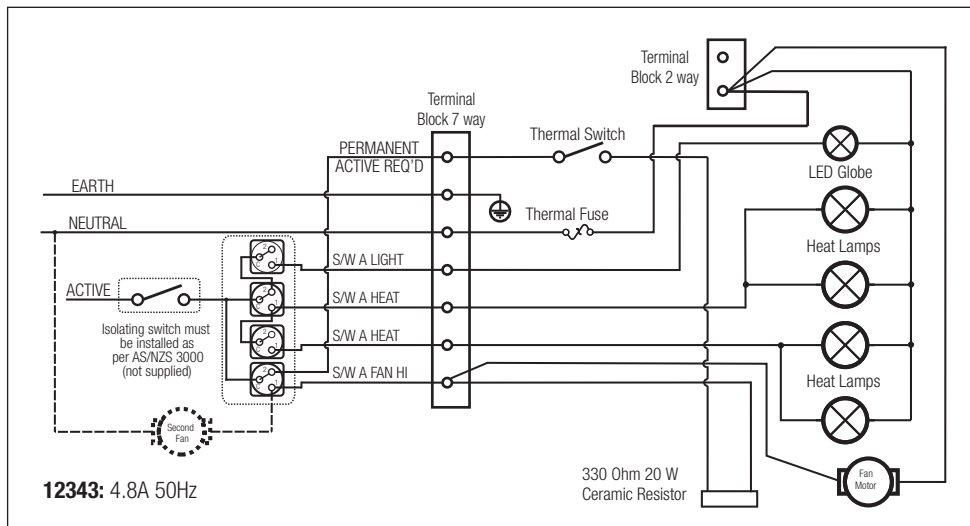 Terminal
Block 2 way
Terminal
Block 7 way
PERMANENT
ACTIVE REQ'D
Thermal Switch
LED Globe
EARTH
NEUTRAL
Thermal Fuse
Heat Lamps
S/W A LIGHT
ACTIVE
S/W A HEAT
Isolating switch must
be installed as
per AS/NZS 3000
(not supplied)
S/W A HEAT
Heat Lamps
S/W A FAN HI
Second
Fan
12343: 4.8A 50Hz
330 Ohm 20 W
Ceramic Resistor
Fan
Motor